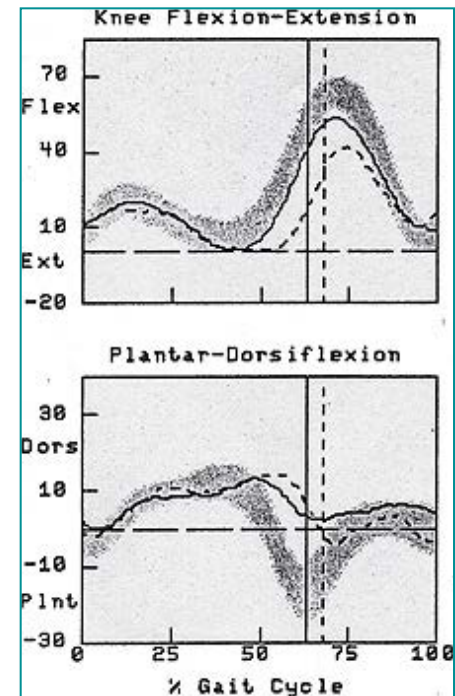 Knee Flexion-Extension
70
Flex
40
10
Ext
-20
Plantar-Dorsiflexion
30
Dors
10
-10
Plnt
-30
0 25 50 75 100
% Gait Cycle